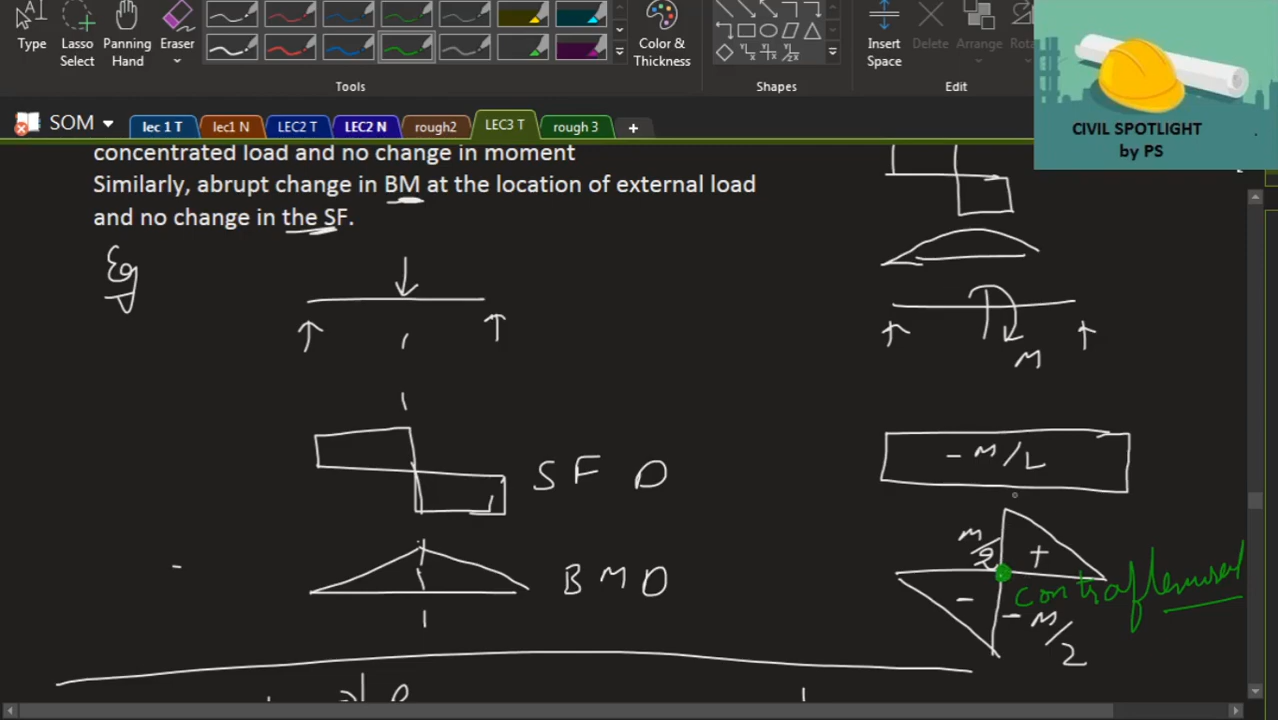 Type
Lasso
Select
Panning
Hand
Eraser
Color &
Thickness
Insert
Space
Delete
Arrange
Rota
Tools
Shapes
Edit
CIVIL SPOTLIGHT
by PS
SOM
lec 1 T
lec1 N
LEC2 T
LEC2 N
rough2
LEC3 T
rough 3
concentrated load and no change in moment
Similarly, abrupt change in BM at the location of external load
and no change in the SF.
Eg
M
SFD
- M/L
BMD
M/2
+
-
contraflexural
- M/2